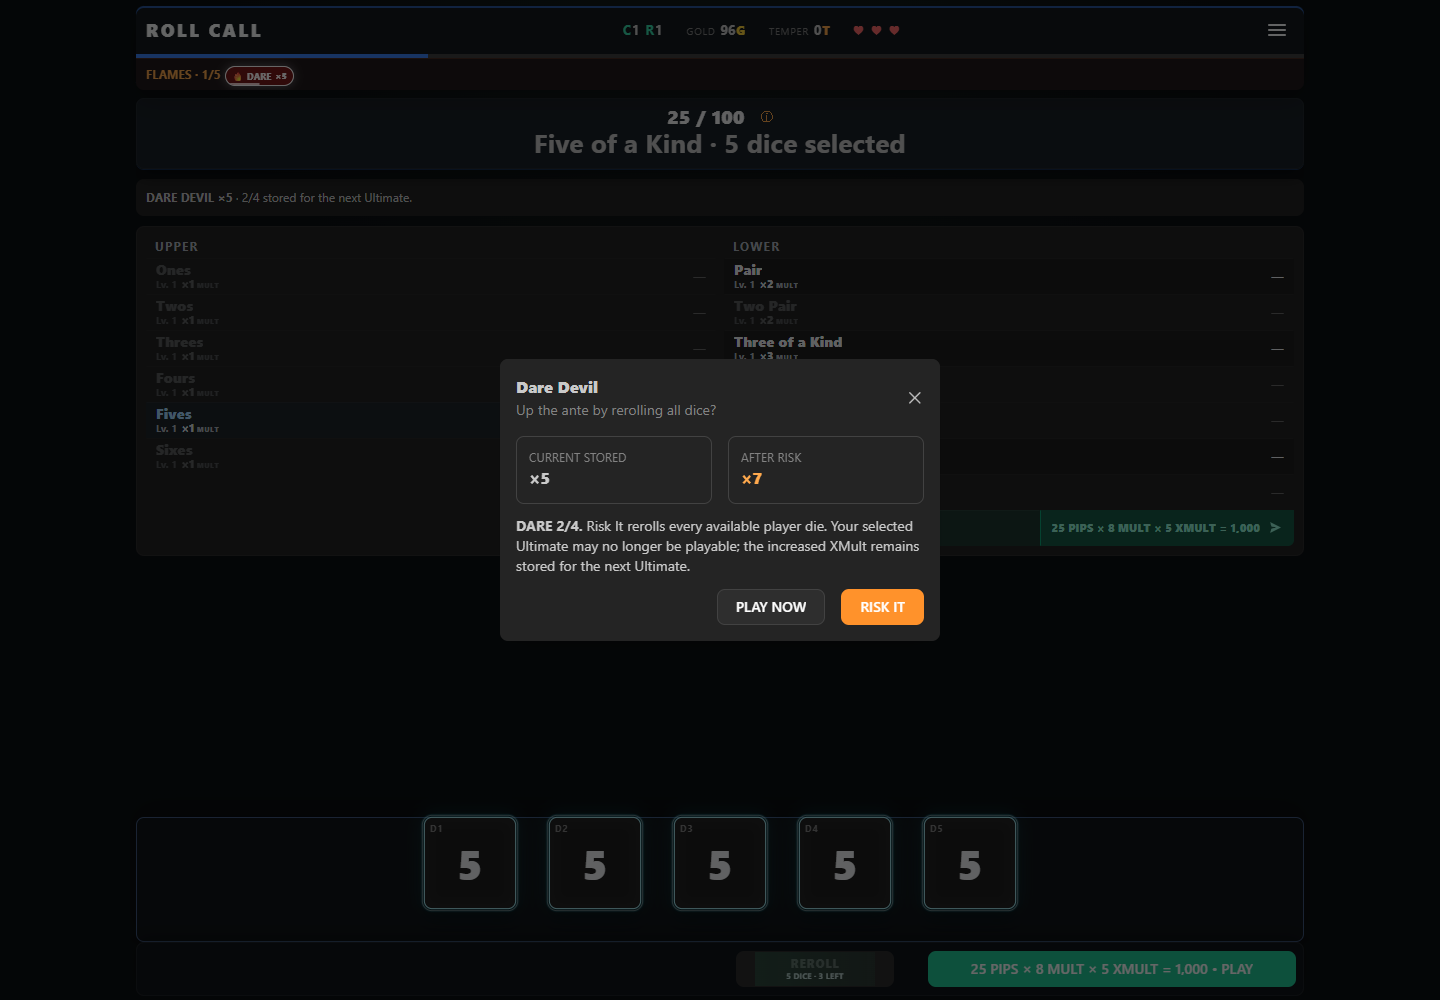 ROLL CALL
C1 R1
GOLD 96G
TEMPER 0T
FLAMES · 1/5
DARE ×5
25 / 100
Five of a Kind · 5 dice selected
DARE DEVIL ×5 · 2/4 stored for the next Ultimate.
UPPER
Ones
Lv. 1 ×1 MULT
—
Twos
Lv. 1 ×1 MULT
—
Threes
Lv. 1 ×1 MULT
—
Fours
Lv. 1 ×1 MULT
Fives
Lv. 1 ×1 MULT
Sixes
Lv. 1 ×1 MULT
LOWER
Pair
Lv. 1 ×2 MULT
—
Two Pair
Lv. 1 ×2 MULT
—
Three of a Kind
Lv. 1 ×3 MULT
—
—
—
—
—
25 PIPS × 8 MULT × 5 XMULT = 1,000
Dare Devil
Up the ante by rerolling all dice?
CURRENT STORED
×5
AFTER RISK
×7
DARE 2/4. Risk It rerolls every available player die. Your selected
Ultimate may no longer be playable; the increased XMult remains
stored for the next Ultimate.
PLAY NOW
RISK IT
D1
5
D2
5
D3
5
D4
5
D5
5
REROLL
5 DICE · 3 LEFT
25 PIPS × 8 MULT × 5 XMULT = 1,000 • PLAY